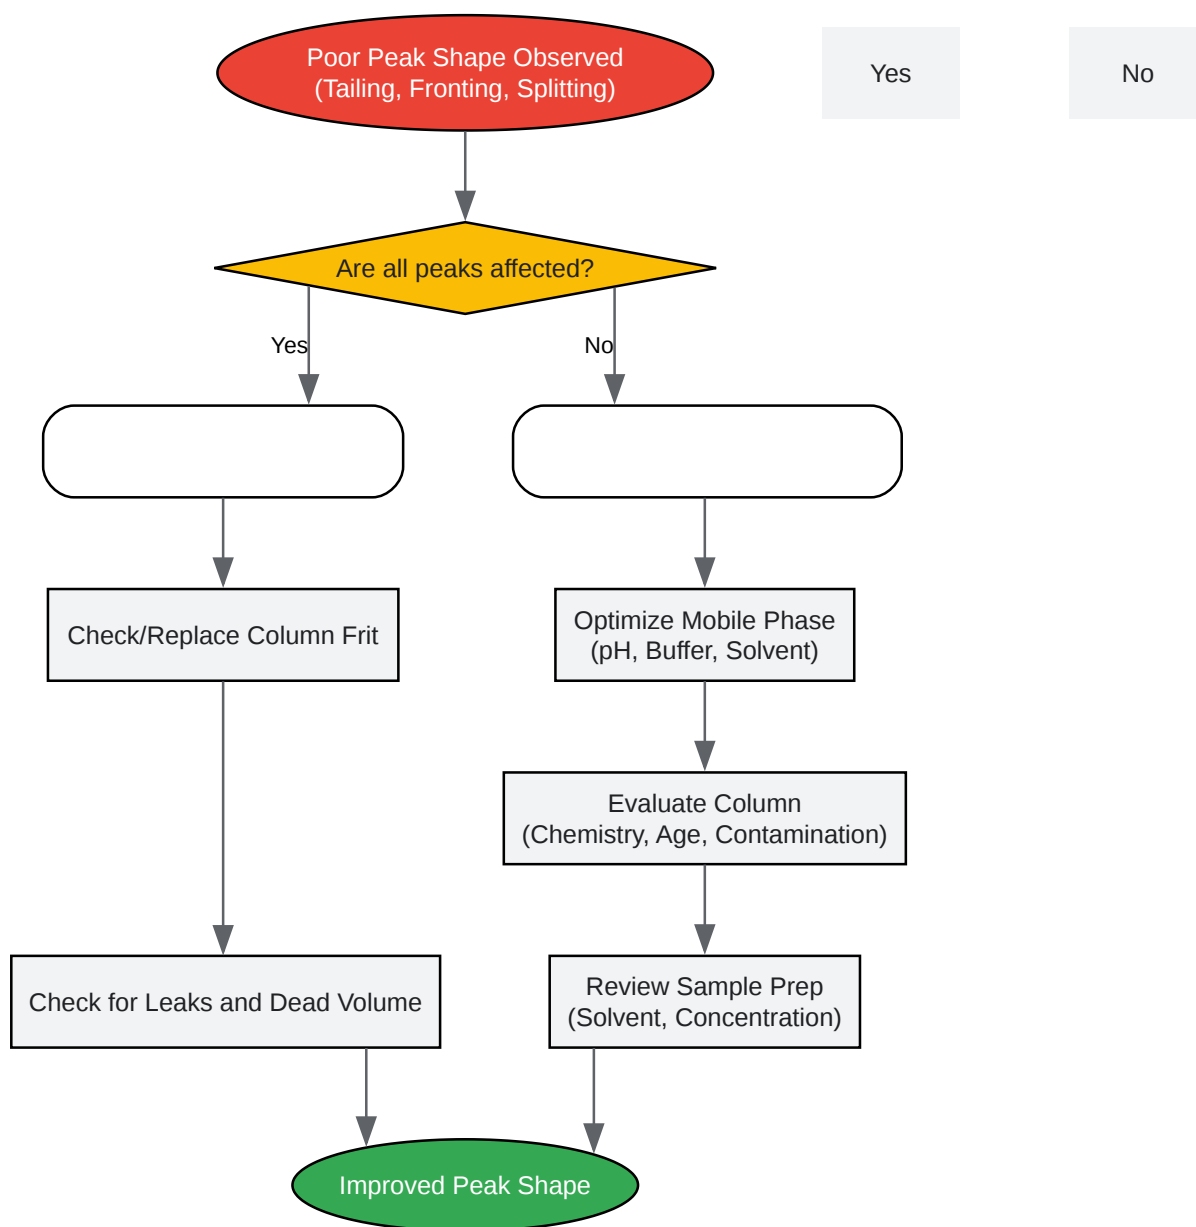 Poor Peak Shape Observed
(Tailing, Fronting, Splitting)
Yes
No
Are all peaks affected?
Yes
No
Check/Replace Column Frit
Optimize Mobile Phase
(pH, Buffer, Solvent)
Evaluate Column
(Chemistry, Age, Contamination)
Check for Leaks and Dead Volume
Review Sample Prep
(Solvent, Concentration)
Improved Peak Shape